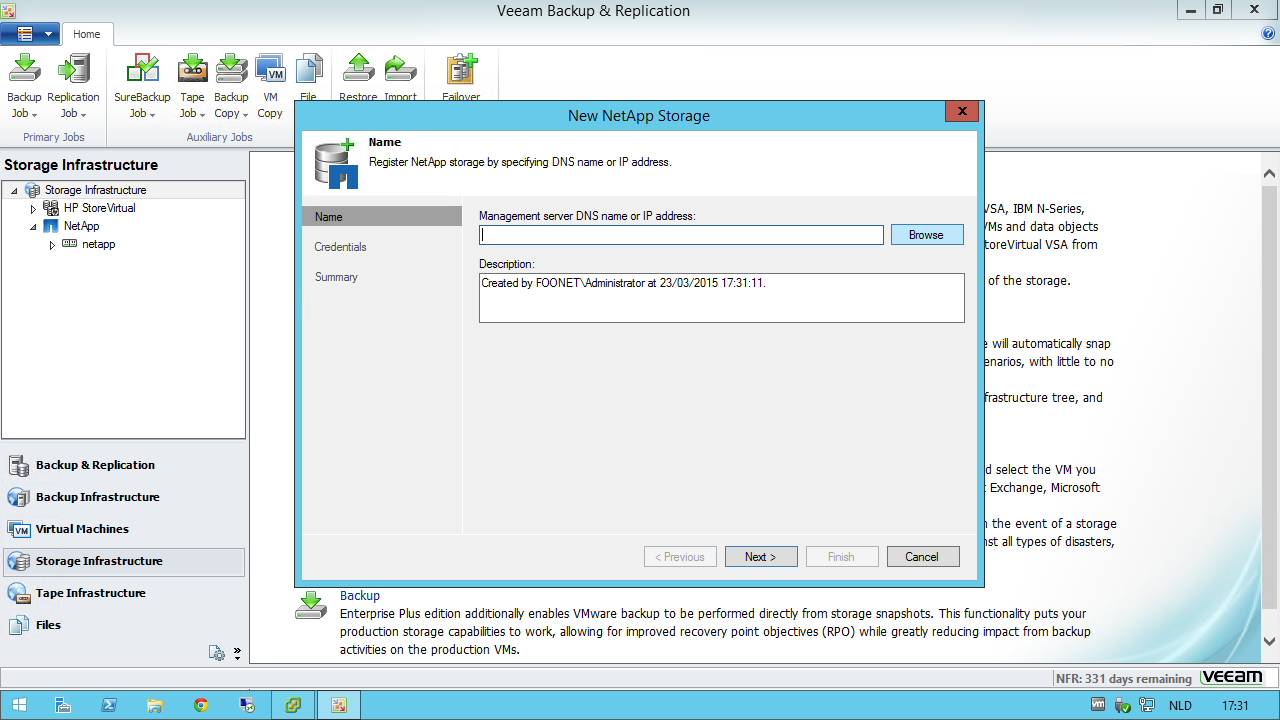 Veeam Backup & Replication
Home
Backup Job
Replication Job
SureBackup Job
Tape Job
Backup Copy
VM Copy
File
Restore
Import
Failover
Primary Jobs
Auxiliary Jobs
Storage Infrastructure
Storage Infrastructure
HP StoreVirtual
NetApp
netapp
Backup & Replication
Backup Infrastructure
Virtual Machines
Storage Infrastructure
Tape Infrastructure
Files
New NetApp Storage
Name
Register NetApp storage by specifying DNS name or IP address.
Name
Credentials
Summary
Management server DNS name or IP address:
Browse
Description:
Created by FOONET\Administrator at 23/03/2015 17:31:11.
< Previous
Next >
Finish
Cancel
VSA, IBM N-Series,
VMs and data objects
toreVirtual VSA from
of the storage.
e will automatically snap
enarios, with little to no
frastructure tree, and
d select the VM you
t Exchange, Microsoft
n the event of a storage
nst all types of disasters,
Backup
Enterprise Plus edition additionally enables VMware backup to be performed directly from storage snapshots. This functionality puts your
production storage capabilities to work, allowing for improved recovery point objectives (RPO) while greatly reducing impact from backup
activities on the production VMs.
NFR: 331 days remaining
veeam
NLD
17:31